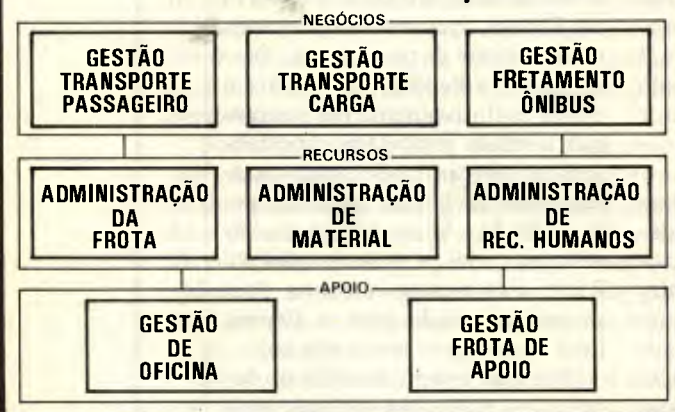 NEGÓCIOS
GESTÃO
TRANSPORTE
PASSAGEIRO
GESTÃO
TRANSPORTE
CARGA
GESTÃO
FRETAMENTO
ÔNIBUS
RECURSOS
ADMINISTRAÇÃO
DA
FROTA
ADMINISTRAÇÃO
DE
MATERIAL
ADMINISTRAÇÃO
DE
REC. HUMANOS
APOIO
GESTÃO
DE
OFICINA
GESTÃO
FROTA DE
APOIO